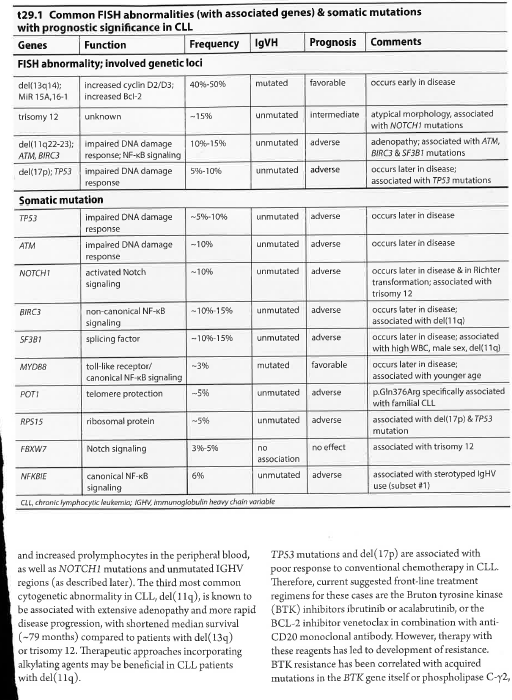 t29.1 Common FISH abnormalities (with associated genes) & somatic mutations
with prognostic significance in CLL
Genes Function Frequency IgVH Prognosis Comments
FISH abnormality; involved genetic loci
del(13q14); increased cyclin D2/D3; 40%-50% mutated favorable occurs early in disease
MiR 15A,16-1 increased Bcl-2
trisomy 12 unknown ~15% unmutated intermediate atypical morphology, associated
with NOTCH1 mutations
del(11q22-23); impaired DNA damage 10%-15% unmutated adverse adenopathy; associated with ATM,
ATM, BIRC3 response; NF-κB signaling BIRC3 & SF3B1 mutations
del(17p); TP53 impaired DNA damage 5%-10% unmutated adverse occurs later in disease;
response associated with TP53 mutations
Somatic mutation
TP53 impaired DNA damage ~5%-10% unmutated adverse occurs later in disease
response
ATM impaired DNA damage ~10% unmutated adverse occurs later in disease
response
NOTCH1 activated Notch ~10% unmutated adverse occurs later in disease & in Richter
signaling transformation; associated with
trisomy 12
BIRC3 non-canonical NF-κB ~10%-15% unmutated adverse occurs later in disease;
signaling associated with del(11q)
SF3B1 splicing factor ~10%-15% unmutated adverse occurs later in disease; associated
with high WBC, male sex, del(11q)
MYD88 toll-like receptor/ ~3% mutated favorable occurs later in disease;
canonical NF-κB signaling associated with younger age
POT1 telomere protection ~5% unmutated adverse p.Gln376Arg specifically associated
with familial CLL
RPS15 ribosomal protein ~5% unmutated adverse associated with del(17p) & TP53
mutation
FBXW7 Notch signaling 3%-5% no no effect associated with trisomy 12
association
NFKBIE canonical NF-κB 6% unmutated adverse associated with sterotyped IgHV
signaling use (subset #1)
CLL, chronic lymphocytic leukemia; IGHV, immunoglobulin heavy chain variable
and increased prolymphocytes in the peripheral blood,
as well as NOTCH1 mutations and unmutated IGHV
regions (as described later). The third most common
cytogenetic abnormality in CLL, del(11q), is known to
be associated with extensive adenopathy and more rapid
disease progression, with shortened median survival
(~79 months) compared to patients with del(13q)
or trisomy 12. Therapeutic approaches incorporating
alkylating agents may be beneficial in CLL patients
with del(11q).
TP53 mutations and del(17p) are associated with
poor response to conventional chemotherapy in CLL.
Therefore, current suggested front-line treatment
regimens for these cases are the Bruton tyrosine kinase
(BTK) inhibitors ibrutinib or acalabrutinib, or the
BCL-2 inhibitor venetoclax in combination with anti-
CD20 monoclonal antibody. However, therapy with
these reagents has led to development of resistance.
BTK resistance has been correlated with acquired
mutations in the BTK gene itself or phospholipase C-γ2,